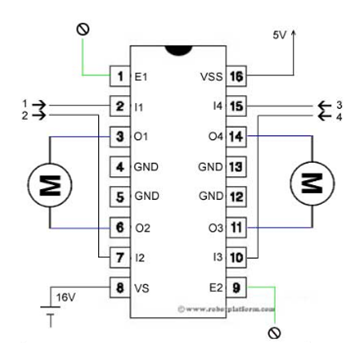 5V
1 E1 VSS 16
1 2 I1 I4 15 3
2 4
3 O1 O4 14
M 4 GND GND 13 M
5 GND GND 12
6 O2 O3 11
7 I2 I3 10
16V 8 VS E2 9
©www.robotplatform.com